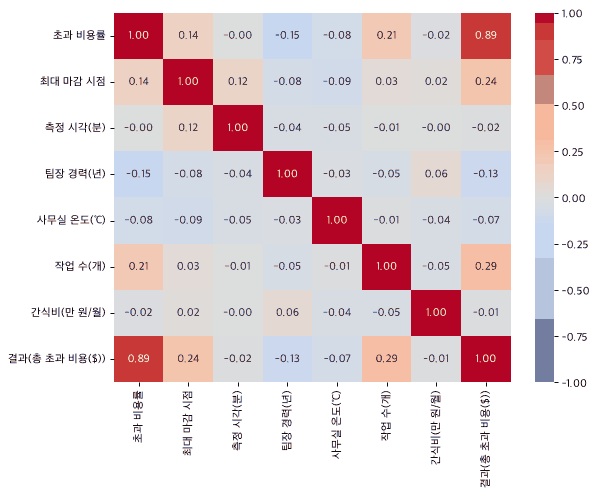 초과 비용률 1.00 0.14 -0.00 -0.15 -0.08 0.21 -0.02 0.89
최대 마감 시점 0.14 1.00 0.12 -0.08 -0.09 0.03 0.02 0.24
측정 시각(분) -0.00 0.12 1.00 -0.04 -0.05 -0.01 -0.00 -0.02
팀장 경력(년) -0.15 -0.08 -0.04 1.00 -0.03 -0.05 0.06 -0.13
사무실 온도(℃) -0.08 -0.09 -0.05 -0.03 1.00 -0.01 -0.04 -0.07
작업 수(개) 0.21 0.03 -0.01 -0.05 -0.01 1.00 -0.05 0.29
간식비(만 원/월) -0.02 0.02 -0.00 0.06 -0.04 -0.05 1.00 -0.01
결과(총 초과 비용($)) 0.89 0.24 -0.02 -0.13 -0.07 0.29 -0.01 1.00
초과 비용률
최대 마감 시점
측정 시각(분)
팀장 경력(년)
사무실 온도(℃)
작업 수(개)
간식비(만 원/월)
결과(총 초과 비용($))
1.00
0.75
0.50
0.25
0.00
-0.25
-0.50
-0.75
-1.00